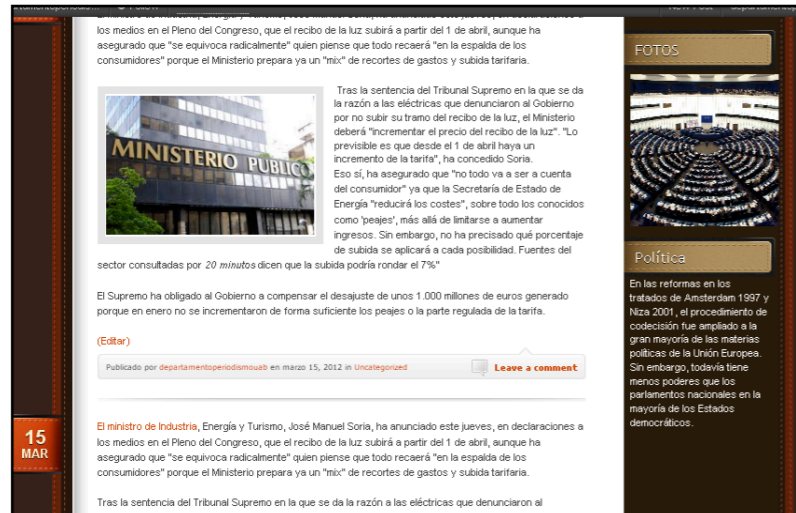 Follow
New Post
los medios en el Pleno del Congreso, que el recibo de la luz subirá a partir del 1 de abril, aunque ha
asegurado que "se equivoca radicalmente" quien piense que todo recaerá "en la espalda de los
consumidores" porque el Ministerio prepara ya un "mix" de recortes de gastos y subida tarifaria.
Tras la sentencia del Tribunal Supremo en la que se da
la razón a las eléctricas que denunciaron al Gobierno
por no subir su tramo del recibo de la luz, el Ministerio
deberá "incrementar el precio del recibo de la luz". "Lo
previsible es que desde el 1 de abril haya un
incremento de la tarifa", ha concedido Soria.
Eso sí, ha asegurado que "no todo va a ser a cuenta
del consumidor" ya que la Secretaría de Estado de
Energía "reducirá los costes", sobre todo los conocidos
como 'peajes', más allá de limitarse a aumentar
ingresos. Sin embargo, no ha precisado qué porcentaje
de subida se aplicará a cada posibilidad. Fuentes del
sector consultadas por 20 minutos dicen que la subida podría rondar el 7%"
MINISTERIO PUBLICO
El Supremo ha obligado al Gobierno a compensar el desajuste de unos 1.000 millones de euros generado
porque en enero no se incrementaron de forma suficiente los peajes o la parte regulada de la tarifa.
(Editar)
Publicado por departamentoperiodismouab en marzo 15, 2012 in Uncategorized
Leave a comment
15
MAR
El ministro de Industria, Energía y Turismo, José Manuel Soria, ha anunciado este jueves, en declaraciones a
los medios en el Pleno del Congreso, que el recibo de la luz subirá a partir del 1 de abril, aunque ha
asegurado que "se equivoca radicalmente" quien piense que todo recaerá "en la espalda de los
consumidores" porque el Ministerio prepara ya un "mix" de recortes de gastos y subida tarifaria.
Tras la sentencia del Tribunal Supremo en la que se da la razón a las eléctricas que denunciaron al
FOTOS
Política
En las reformas en los
tratados de Amsterdam 1997 y
Niza 2001, el procedimiento de
codecisión fue ampliado a la
gran mayoría de las materias
políticas de la Unión Europea.
Sin embargo, todavía tiene
menos poderes que los
parlamentos nacionales en la
mayoría de los Estados
democráticos.